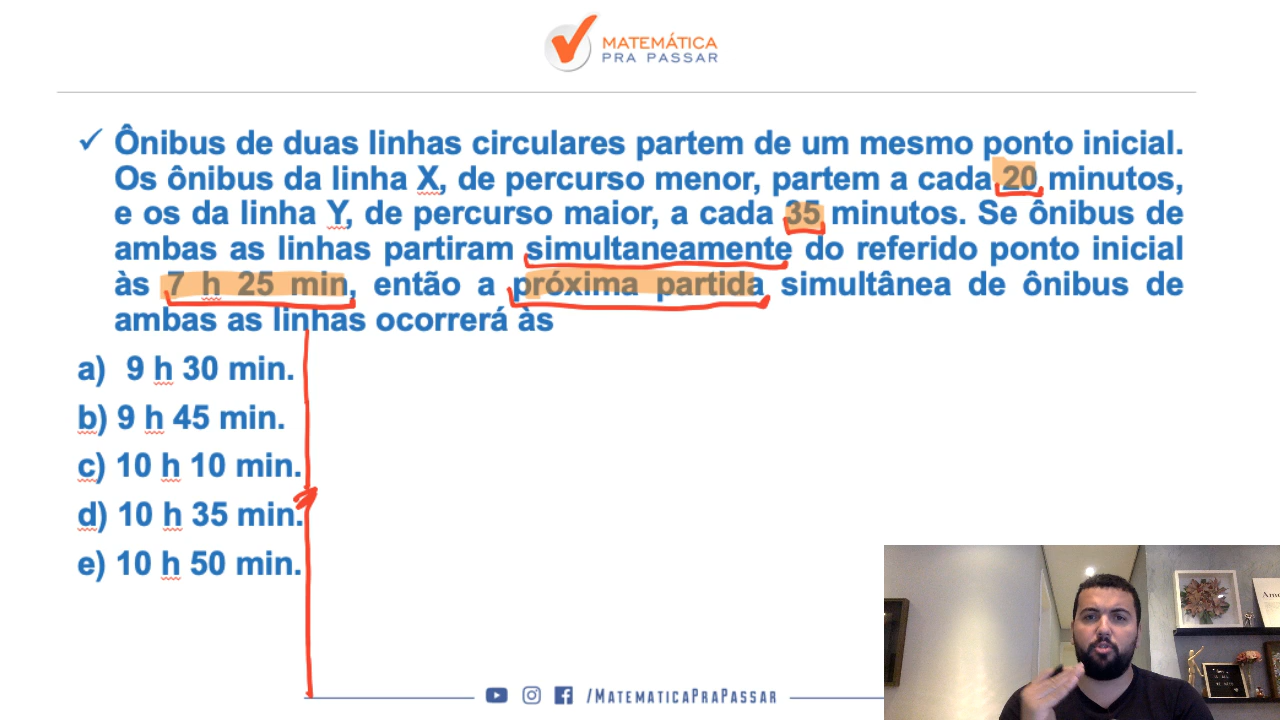 MATEMÁTICA
PRA PASSAR
✓ Ônibus de duas linhas circulares partem de um mesmo ponto inicial.
Os ônibus da linha X, de percurso menor, partem a cada 20 minutos,
e os da linha Y, de percurso maior, a cada 35 minutos. Se ônibus de
ambas as linhas partiram simultaneamente do referido ponto inicial
às 7 h 25 min, então a próxima partida simultânea de ônibus de
ambas as linhas ocorrerá às
a) 9 h 30 min.
b) 9 h 45 min.
c) 10 h 10 min.
d) 10 h 35 min.
e) 10 h 50 min.
/MATEMATICAPRAPASSAR